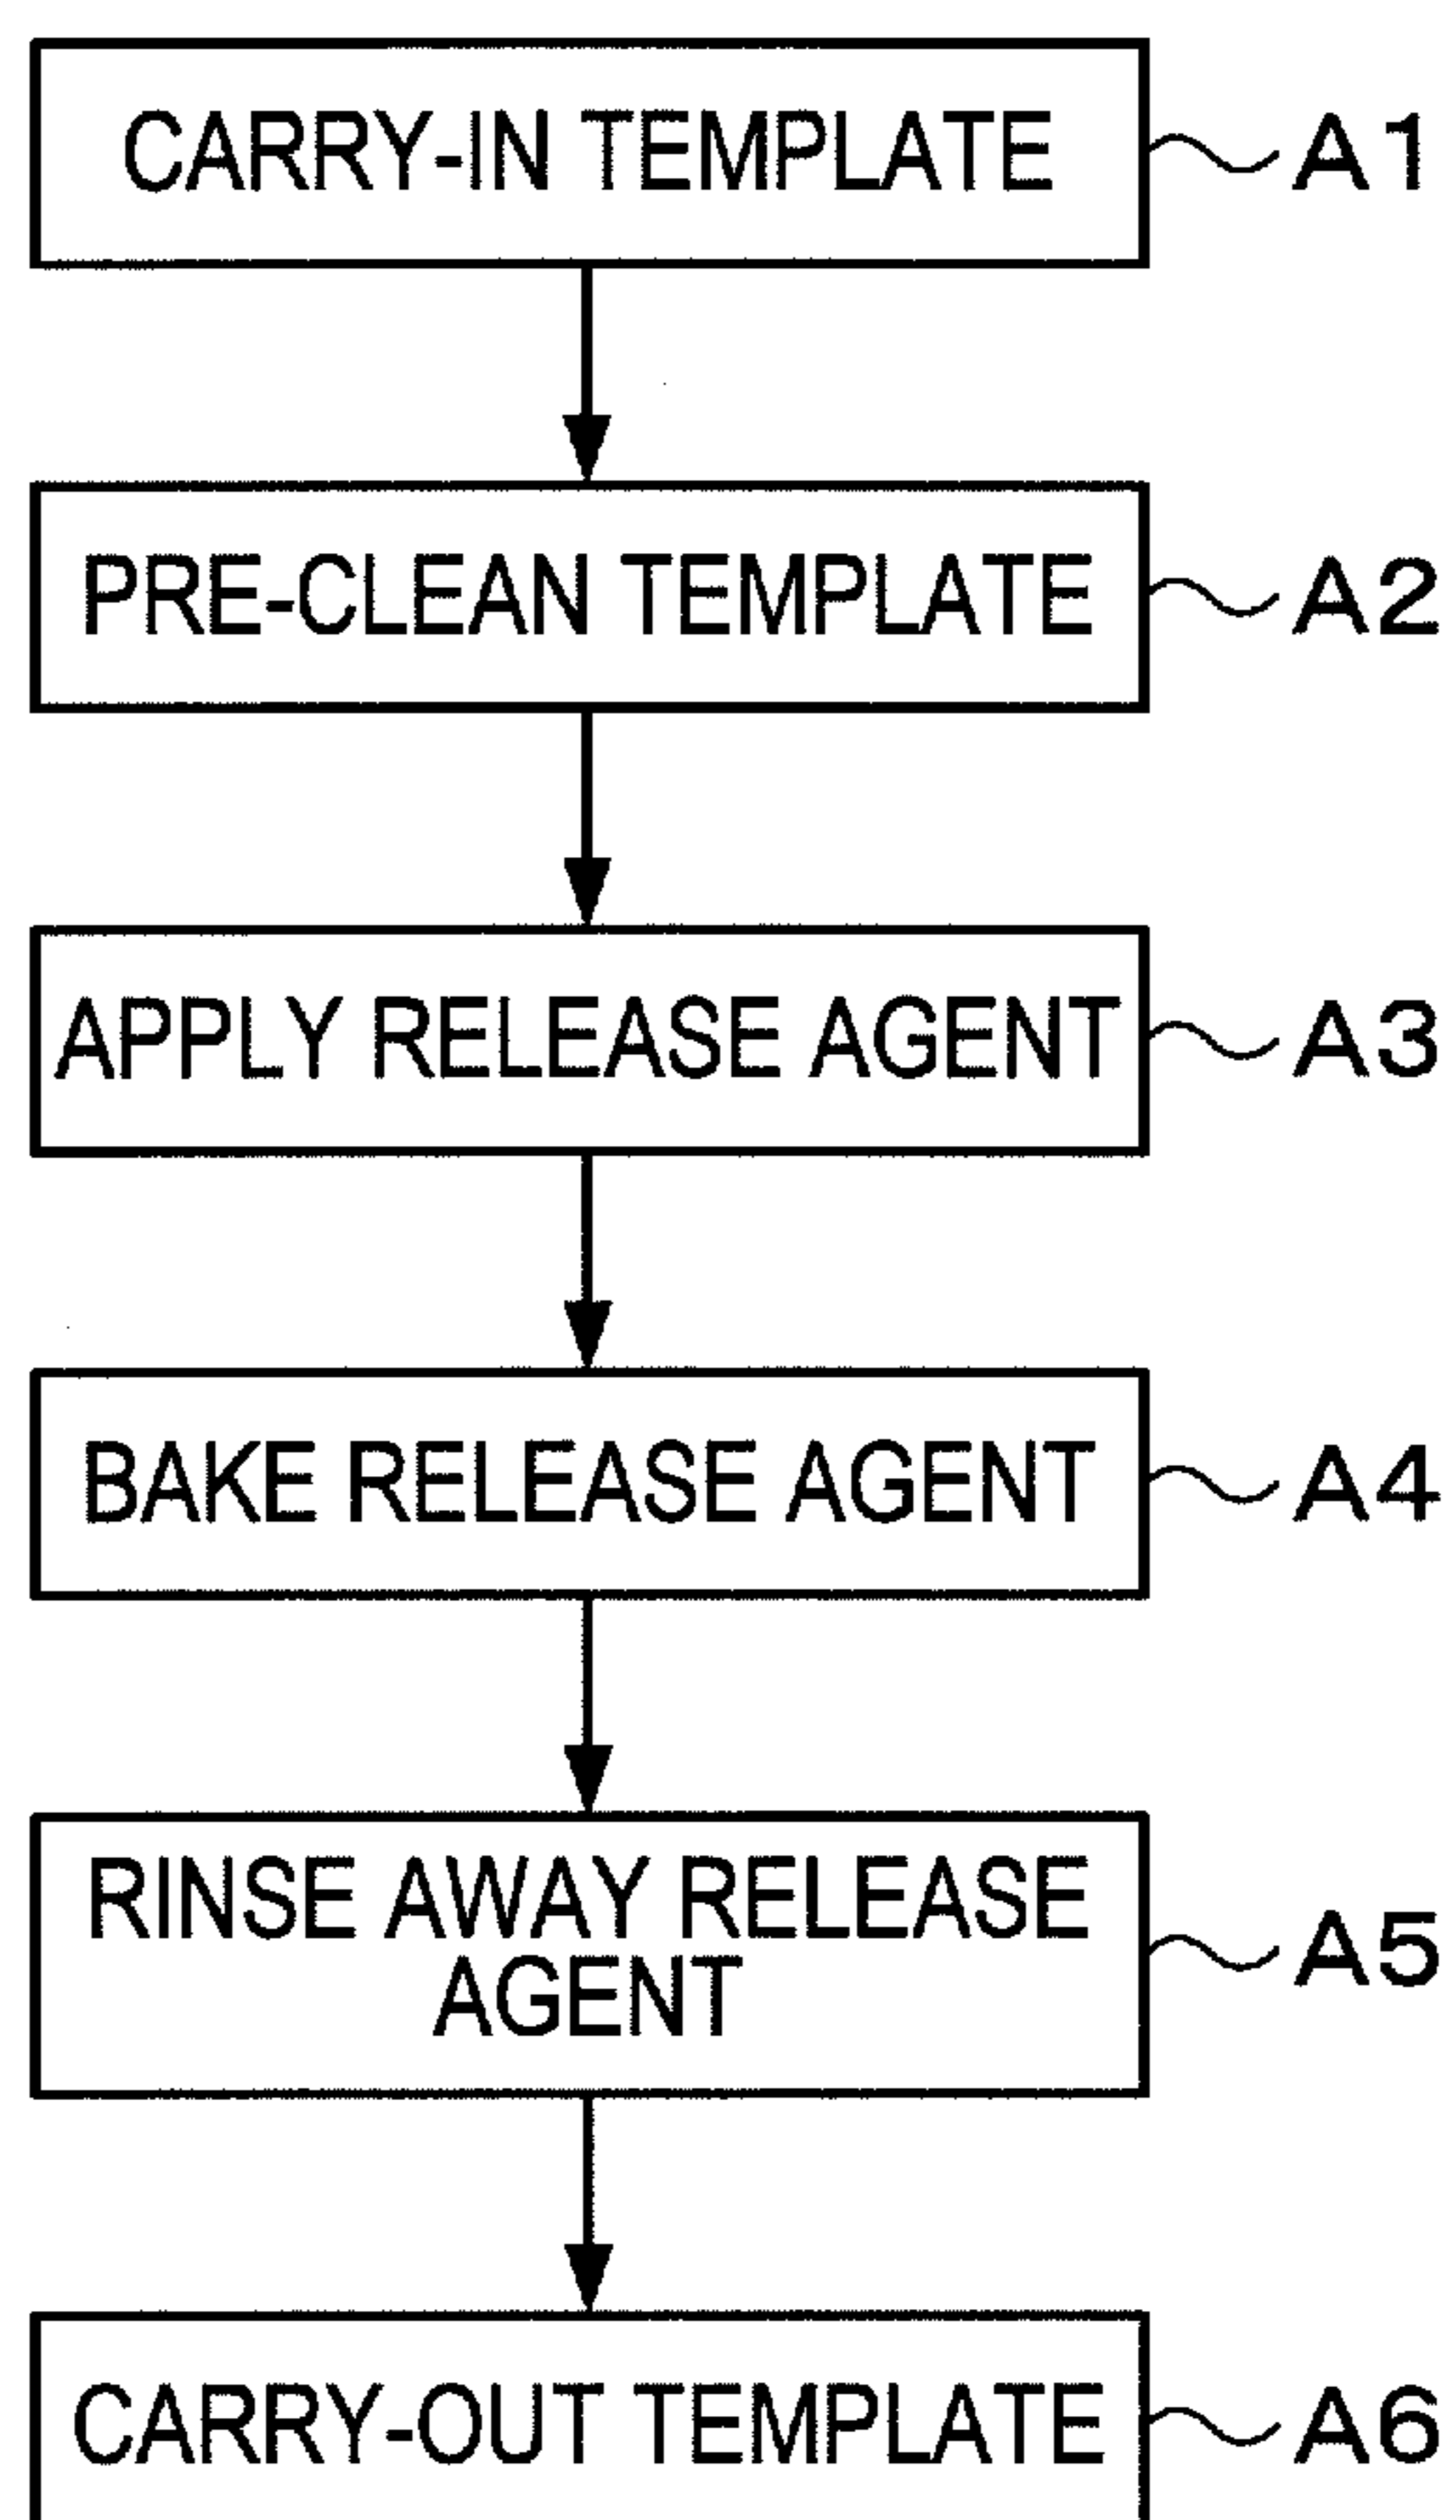 CARRY-IN TEMPLATE A1
PRE-CLEAN TEMPLATE A2
APPLY RELEASE AGENT A3
BAKE RELEASE AGENT A4
RINSE AWAY RELEASE
AGENT A5
CARRY-OUT TEMPLATE A6